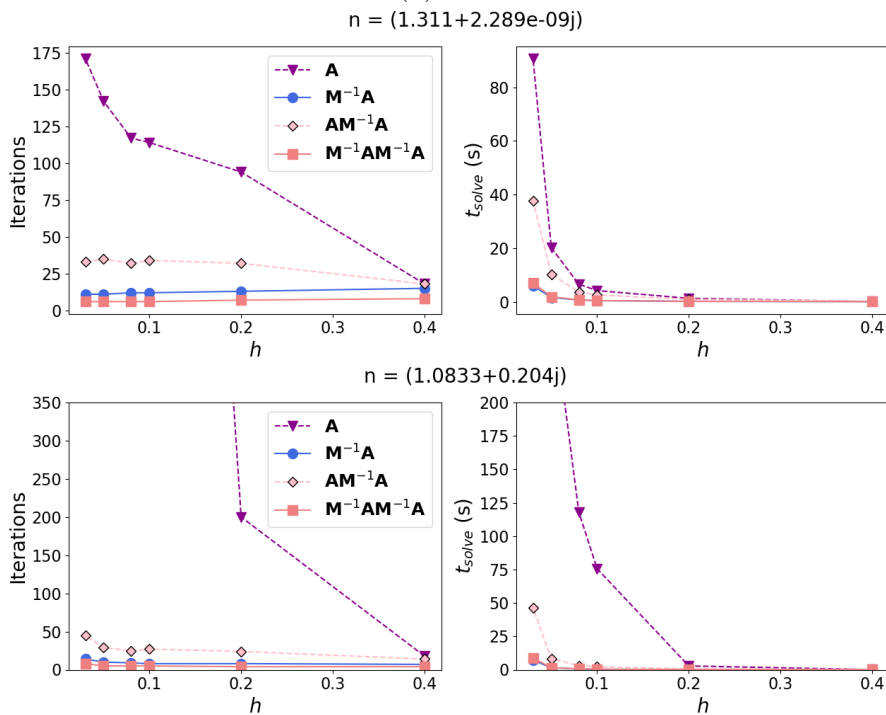 n = (1.311+2.289e-09j)
Iterations
175
150
125
100
75
50
25
0
0.1
0.2
0.3
0.4
h
A
M⁻¹A
AM⁻¹A
M⁻¹AM⁻¹A
t_solve (s)
80
60
40
20
0
0.1
0.2
0.3
0.4
h
n = (1.0833+0.204j)
Iterations
350
300
250
200
150
100
50
0
0.1
0.2
0.3
0.4
h
A
M⁻¹A
AM⁻¹A
M⁻¹AM⁻¹A
t_solve (s)
200
175
150
125
100
75
50
25
0
0.1
0.2
0.3
0.4
h